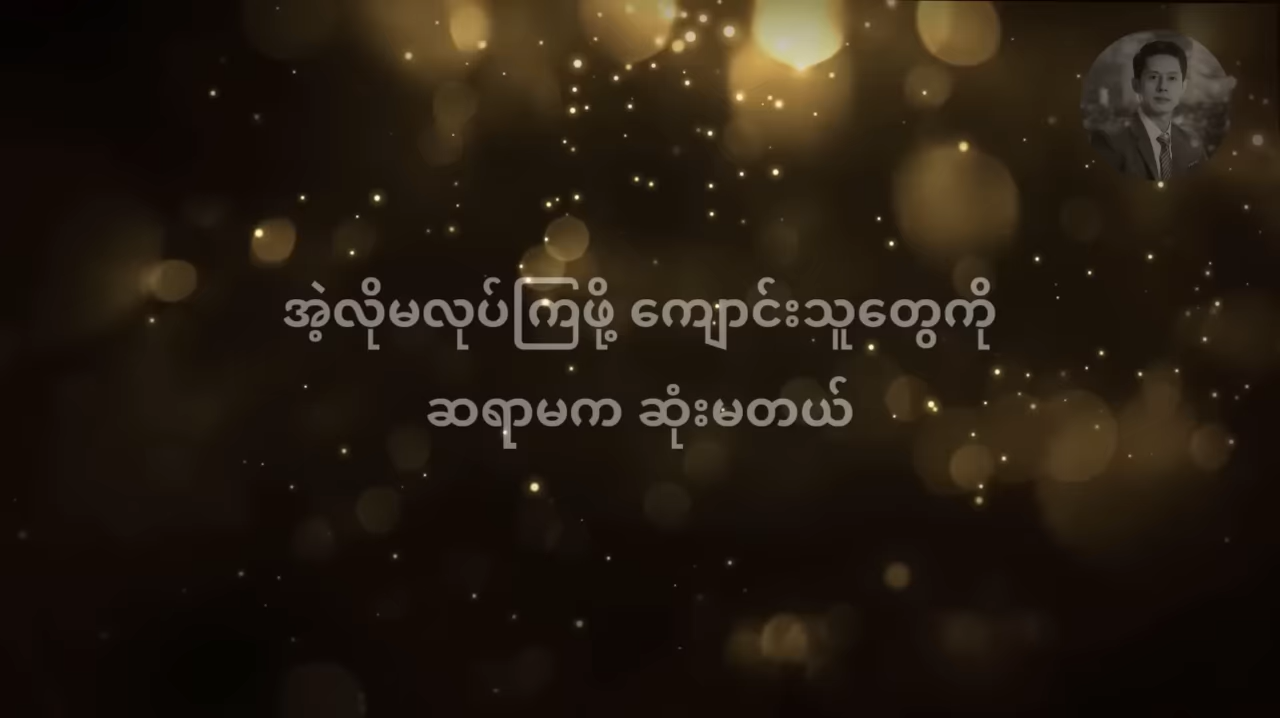 အဲ့လိုမလုပ်ကြဖို့ ကျောင်းသူတွေကို
ဆရာမက ဆုံးမတယ်